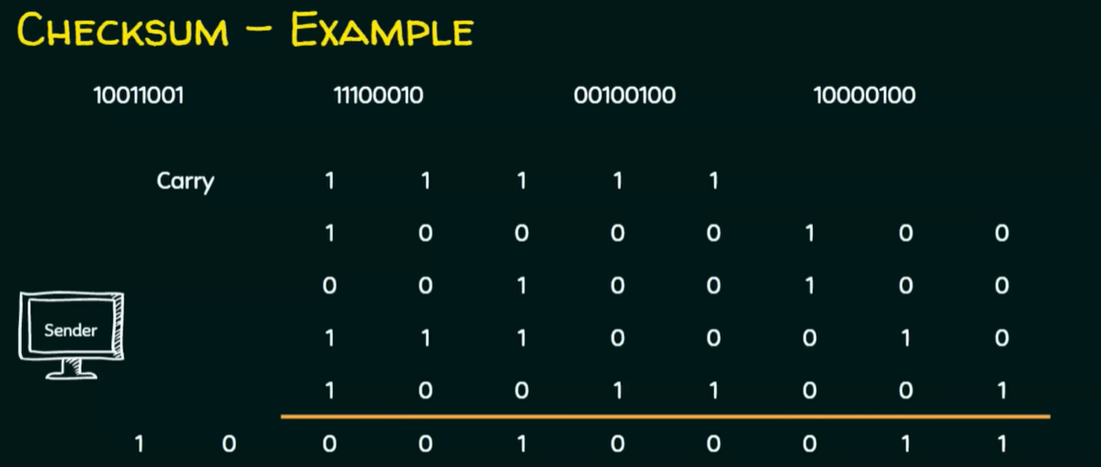 CHECKSUM – EXAMPLE
10011001 11100010 00100100 10000100
Carry 1 1 1 1 1
1 0 0 0 0 1 0 0
0 0 1 0 0 1 0 0
Sender 1 1 1 0 0 0 1 0
1 0 0 1 1 0 0 1
1 0 0 0 1 0 0 0 1 1